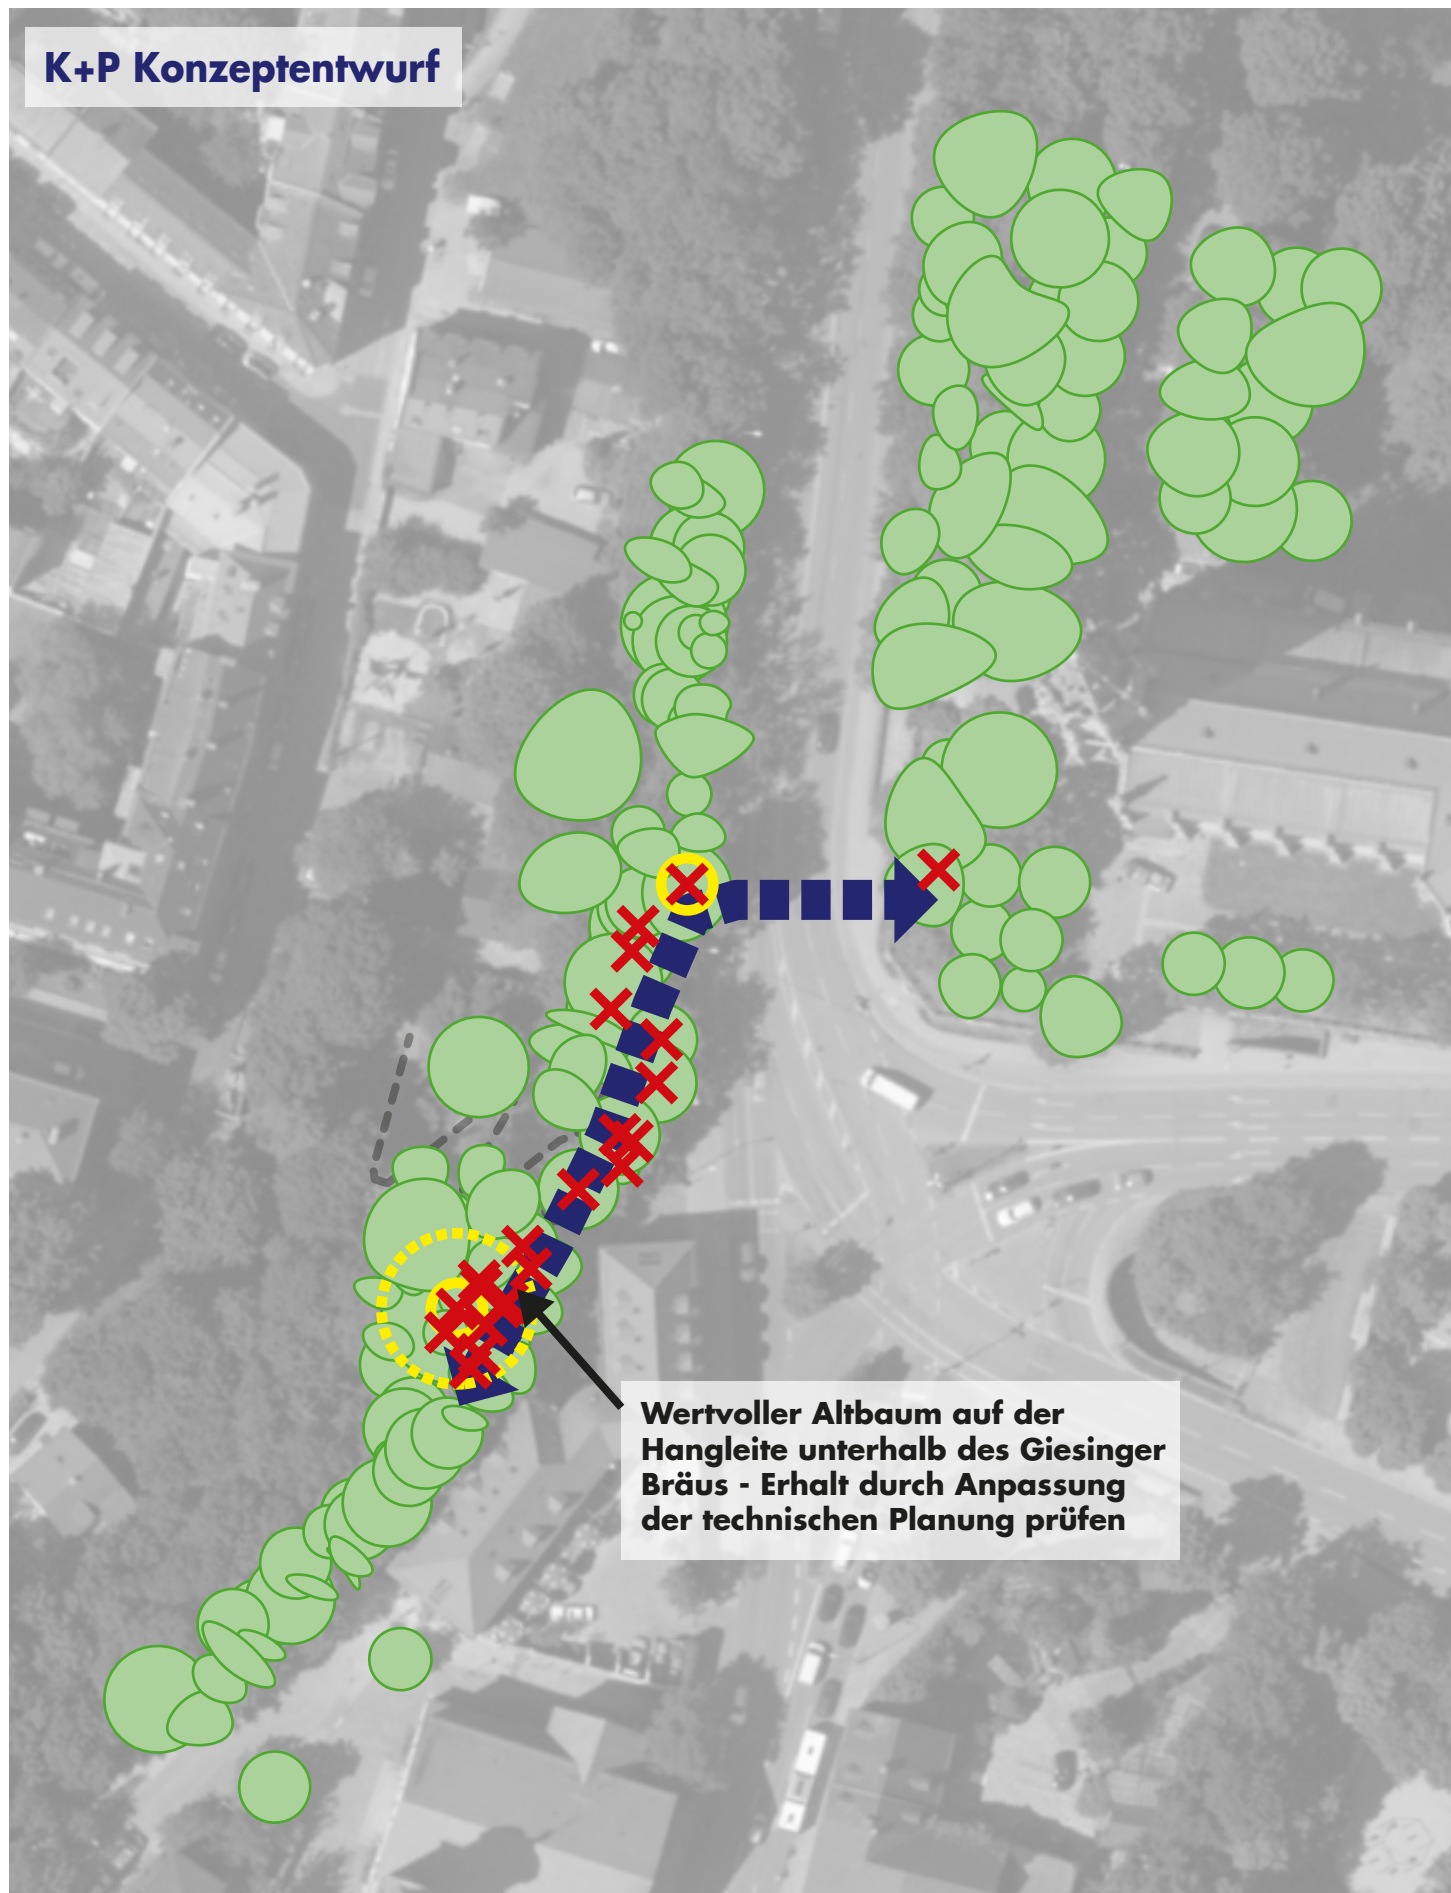 K+P Konzeptentwurf
Wertvoller Altbaum auf der
Hangleite unterhalb des Giesinger
Bräus - Erhalt durch Anpassung
der technischen Planung prüfen